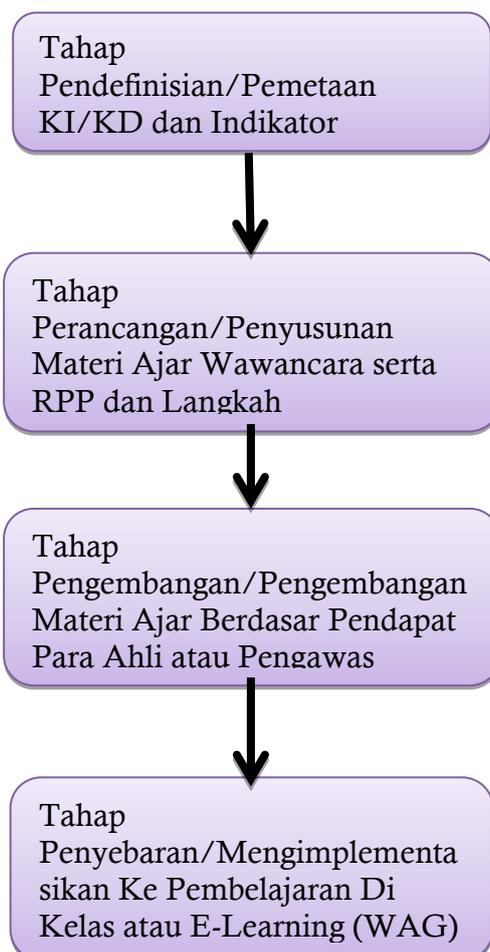 Tahap
Pendefinisian/Pemetaan
KI/KD dan Indikator
Tahap
Perancangan/Penyusunan
Materi Ajar Wawancara serta
RPP dan Langkah
Tahap
Pengembangan/Pengembangan
Materi Ajar Berdasar Pendapat
Para Ahli atau Pengawas
Tahap
Penyebaran/Mengimplementa
sikan Ke Pembelajaran Di
Kelas atau E-Learning (WAG)